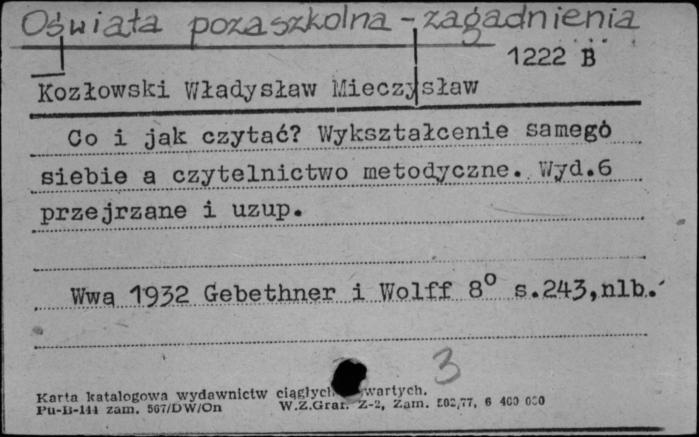 Oświata pozaszkolna - zagadnienia
1222 B
Kozłowski Władysław Mieczysław
Co i jak czytać? Wykształcenie samego
siebie a czytelnictwo metodyczne. Wyd.6
przejrzane i uzup.
Wwa 1932 Gebethner i Wolff 8° s.243,nlb.
3
Karta katalogowa wydawnictw
Pu-B-144 zam. 567/DW/On W.Z.Graf. Z-2, Zam.